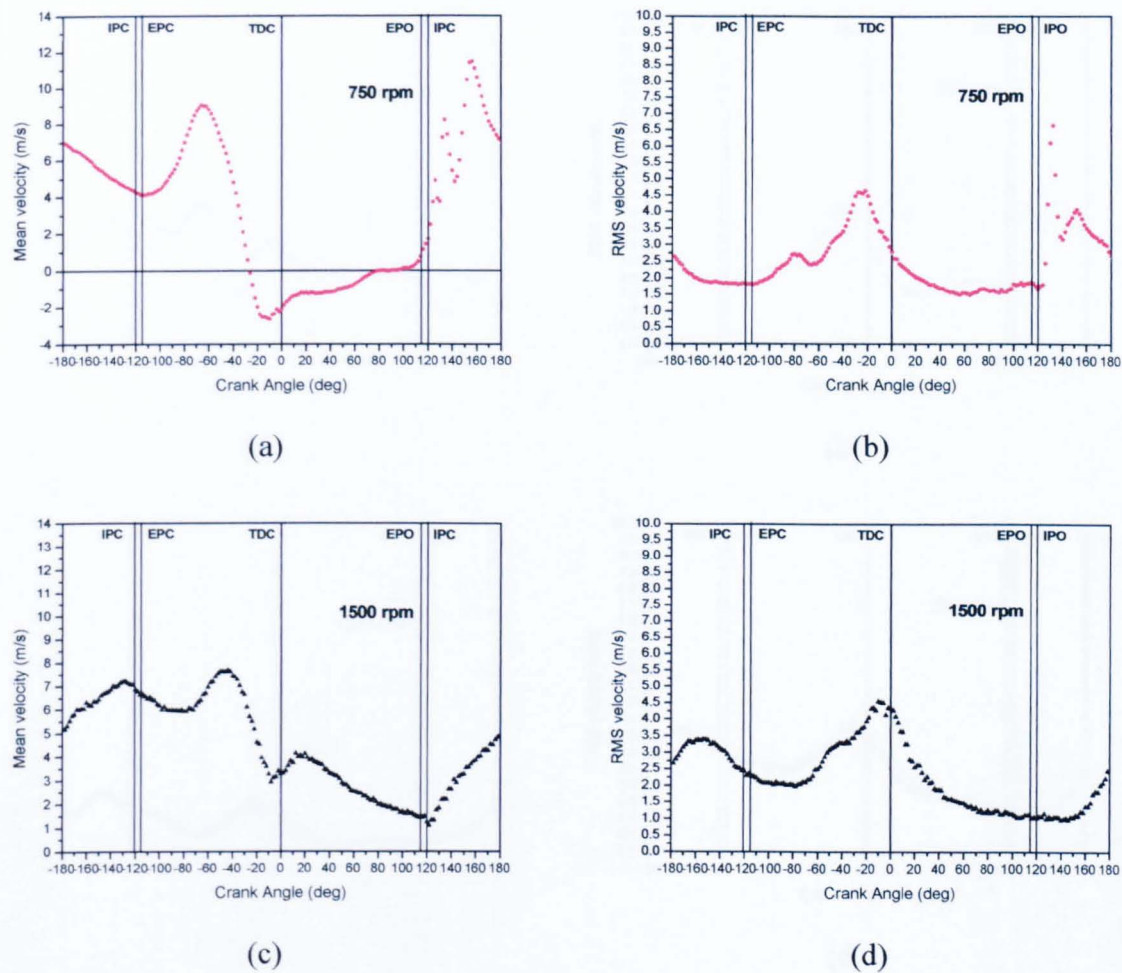 IPC EPC TDC EPO IPC
750 rpm
14
12
10
8
6
4
2
0
-2
-4
Mean velocity (m/s)
-180-160-140-120-100 -80 -60 -40 -20 0 20 40 60 80 100 120 140 160 180
Crank Angle (deg)
(a)
IPC EPC TDC EPO IPO
750 rpm
10.0
9.5
9.0
8.5
8.0
7.5
7.0
6.5
6.0
5.5
5.0
4.5
4.0
3.5
3.0
2.5
2.0
1.5
1.0
0.5
0.0
RMS velocity (m/s)
-180-160-140-120-100 -80 -60 -40 -20 0 20 40 60 80 100 120 140 160 180
Crank Angle (deg)
(b)
IPC EPC TDC EPO IPC
1500 rpm
14
13
12
11
10
9
8
7
6
5
4
3
2
1
0
Mean velocity (m/s)
-180-160-140-120-100 -80 -60 -40 -20 0 20 40 60 80 100 120 140 160 180
Crank Angle (deg)
(c)
IPC EPC TDC EPO IPO
1500 rpm
10.0
9.5
9.0
8.5
8.0
7.5
7.0
6.5
6.0
5.5
5.0
4.5
4.0
3.5
3.0
2.5
2.0
1.5
1.0
0.5
0.0
RMS velocity (m/s)
-180-160-140-120-100 -80 -60 -40 -20 0 20 40 60 80 100 120 140 160 180
Crank Angle (deg)
(d)